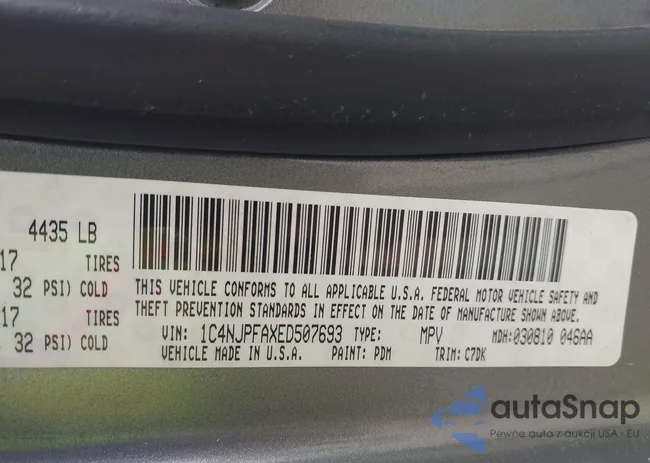 4435 LB
17 TIRES
32 PSI) COLD
17 TIRES
32 PSI) COLD
THIS VEHICLE CONFORMS TO ALL APPLICABLE U.S.A. FEDERAL MOTOR VEHICLE SAFETY AND
THEFT PREVENTION STANDARDS IN EFFECT ON THE DATE OF MANUFACTURE SHOWN ABOVE.
VIN: 1C4NJPFAXED507693 TYPE: MPV MDH:030810 046AA
VEHICLE MADE IN U.S.A. PAINT: PDM TRIM: C7DK
autaSnap
Pewne auta z aukcji USA i EU